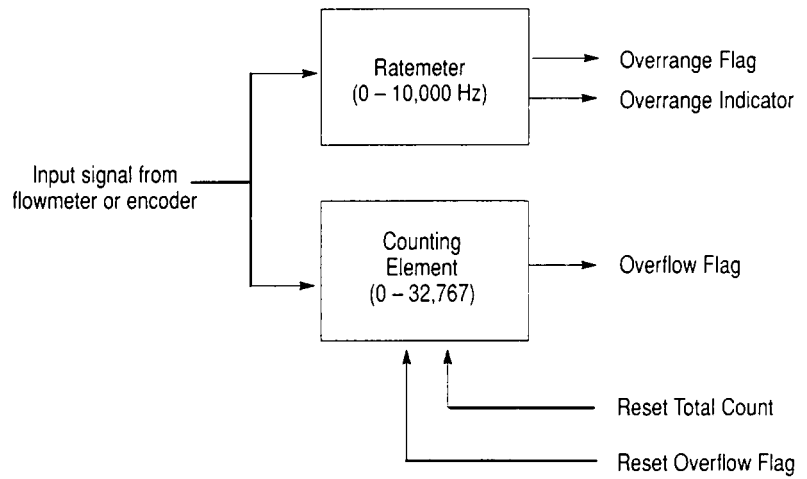 Ratemeter
(0 – 10,000 Hz)
Overrange Flag
Overrange Indicator
Input signal from
flowmeter or encoder
Counting
Element
(0 – 32,767)
Overflow Flag
Reset Total Count
Reset Overflow Flag